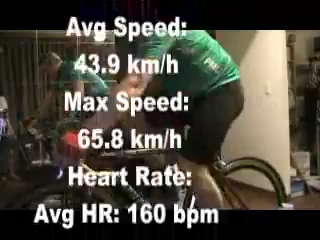 Avg Speed:
43.9 km/h
Max Speed:
65.8 km/h
Heart Rate:
Avg HR: 160 bpm